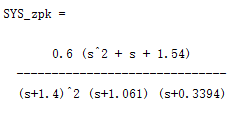 SYS_zpk =
0.6 (s^2 + s + 1.54)
-------------------------------
(s+1.4)^2 (s+1.061) (s+0.3394)